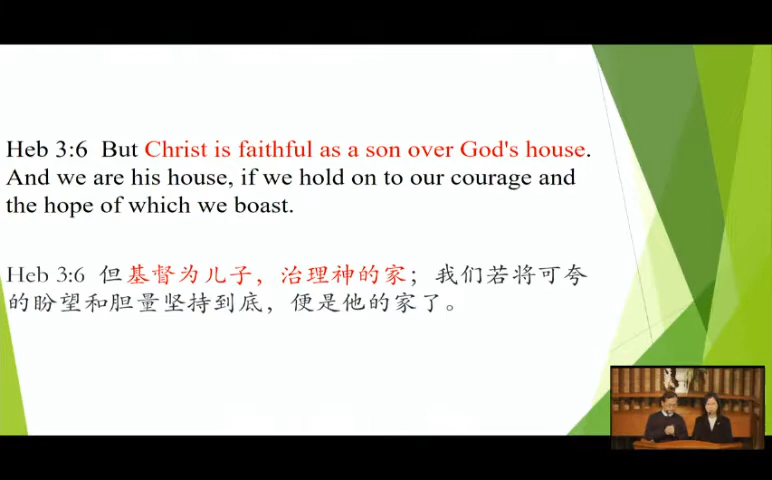 Heb 3:6 But Christ is faithful as a son over God's house.
And we are his house, if we hold on to our courage and
the hope of which we boast.
Heb 3:6 但基督为儿子，治理神的家；我们若将可夸
的盼望和胆量坚持到底，便是他的家了。